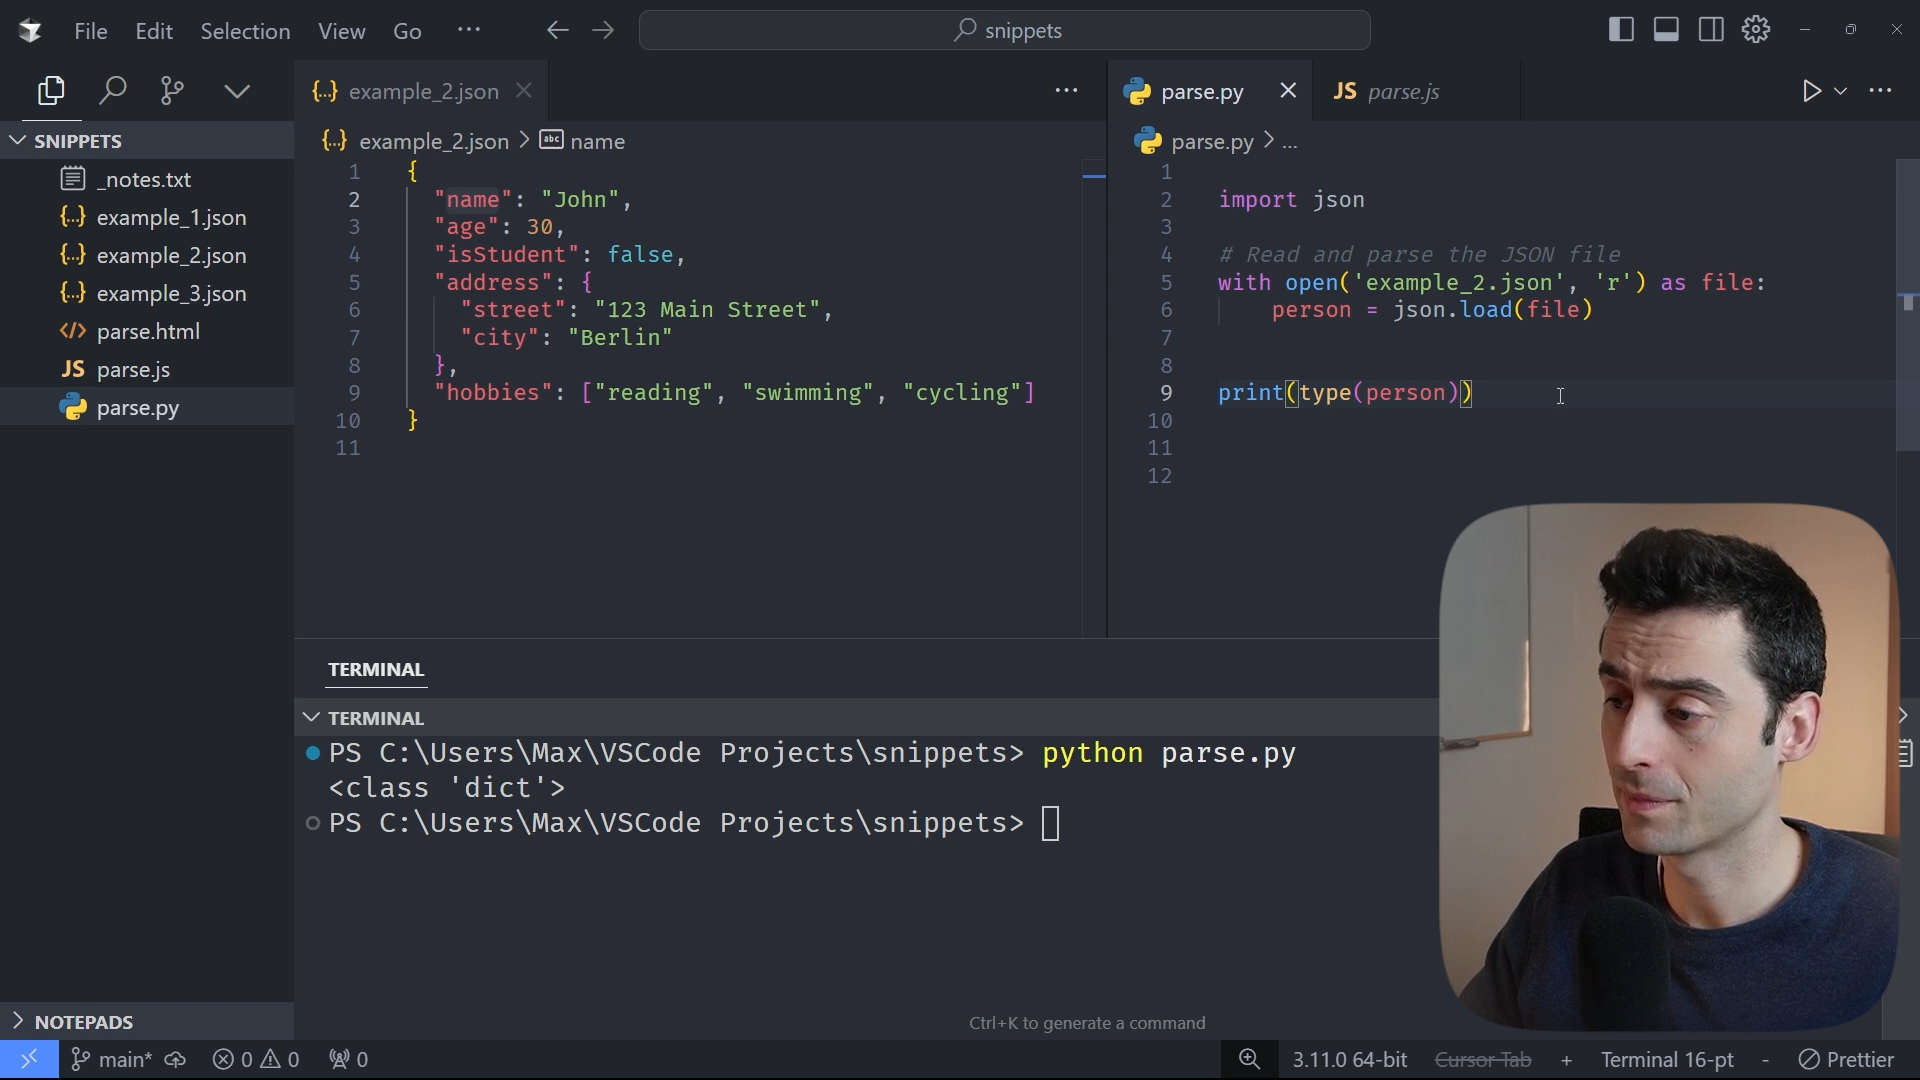 File Edit Selection View Go ... snippets
SNIPPETS
_notes.txt
example_1.json
example_2.json
example_3.json
parse.html
JS parse.js
parse.py
NOTEPADS
{..} example_2.json
{..} example_2.json > abc name
1 {
2 "name": "John",
3 "age": 30,
4 "isStudent": false,
5 "address": {
6 "street": "123 Main Street",
7 "city": "Berlin"
8 },
9 "hobbies": ["reading", "swimming", "cycling"]
10 }
11
parse.py JS parse.js
parse.py > ...
1
2 import json
3
4 # Read and parse the JSON file
5 with open('example_2.json', 'r') as file:
6 person = json.load(file)
7
8
9 print(type(person))
10
11
12
TERMINAL
TERMINAL
PS C:\Users\Max\VSCode Projects\snippets> python parse.py
<class 'dict'>
PS C:\Users\Max\VSCode Projects\snippets>
Ctrl+K to generate a command
main* 0 0 0 3.11.0 64-bit Cursor Tab + Terminal 16-pt - Prettier